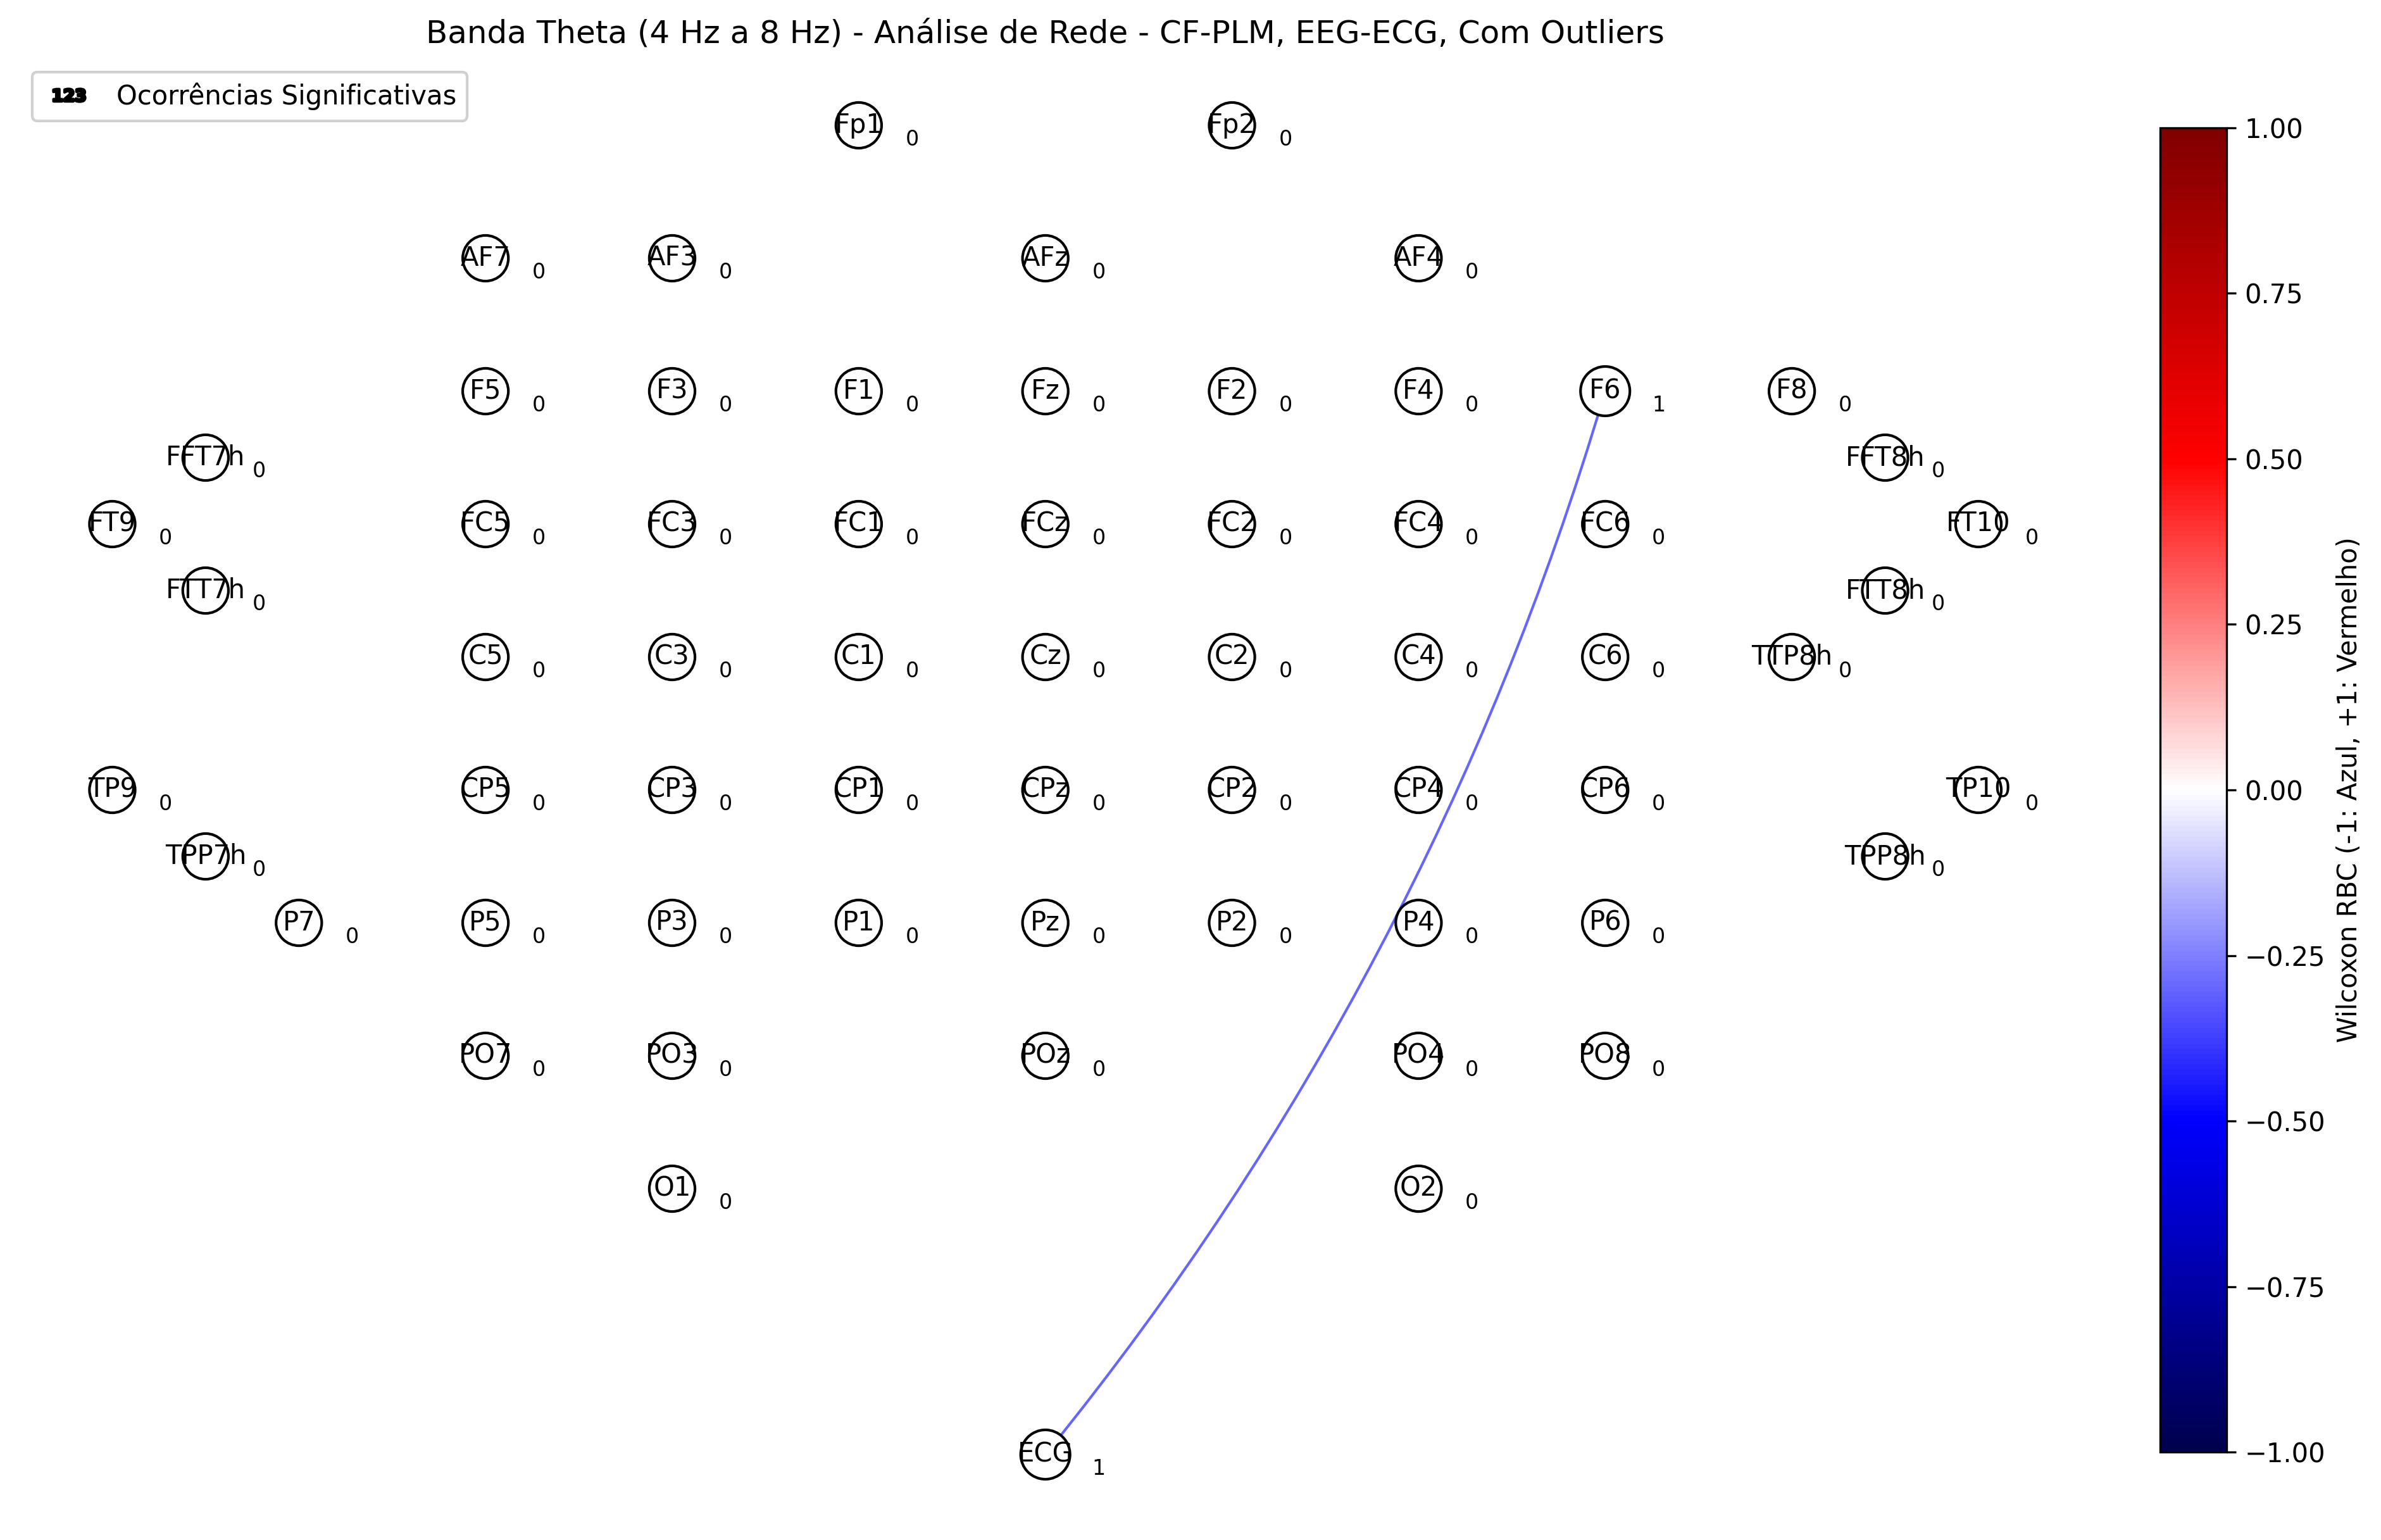 Banda Theta (4 Hz a 8 Hz) - Análise de Rede - CF-PLM, EEG-ECG, Com Outliers
123 Ocorrências Significativas
Fp1 0 Fp2 0
AF7 0 AF3 0 AFz 0 AF4 0
F5 0 F3 0 F1 0 Fz 0 F2 0 F4 0 F6 1 F8 0
FFT7h 0 FFT8h 0
FT9 0 FC5 0 FC3 0 FC1 0 FCz 0 FC2 0 FC4 0 FC6 0 FT10 0
FTT7h 0 FTT8h 0
C5 0 C3 0 C1 0 Cz 0 C2 0 C4 0 C6 0 TTP8h 0
TP9 0 CP5 0 CP3 0 CP1 0 CPz 0 CP2 0 CP4 0 CP6 0 TP10 0
TPP7h 0 TPP8h 0
P7 0 P5 0 P3 0 P1 0 Pz 0 P2 0 P4 0 P6 0
PO7 0 PO3 0 POz 0 PO4 0 PO8 0
O1 0 O2 0
ECG 1
1.00
0.75
0.50
0.25
0.00
−0.25
−0.50
−0.75
−1.00
Wilcoxon RBC (-1: Azul, +1: Vermelho)